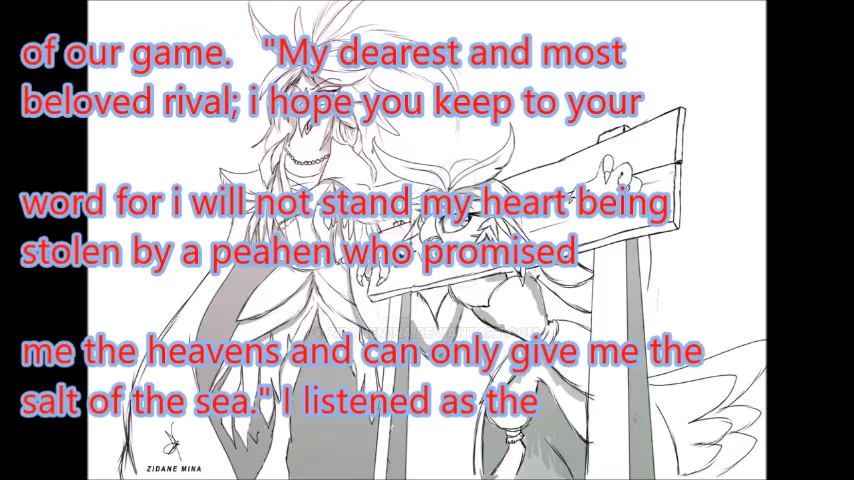 of our game. "My dearest and most
beloved rival; i hope you keep to your
word for i will not stand my heart being
stolen by a peahen who promised
me the heavens and can only give me the
salt of the sea." I listened as the
ZIDANE MINA